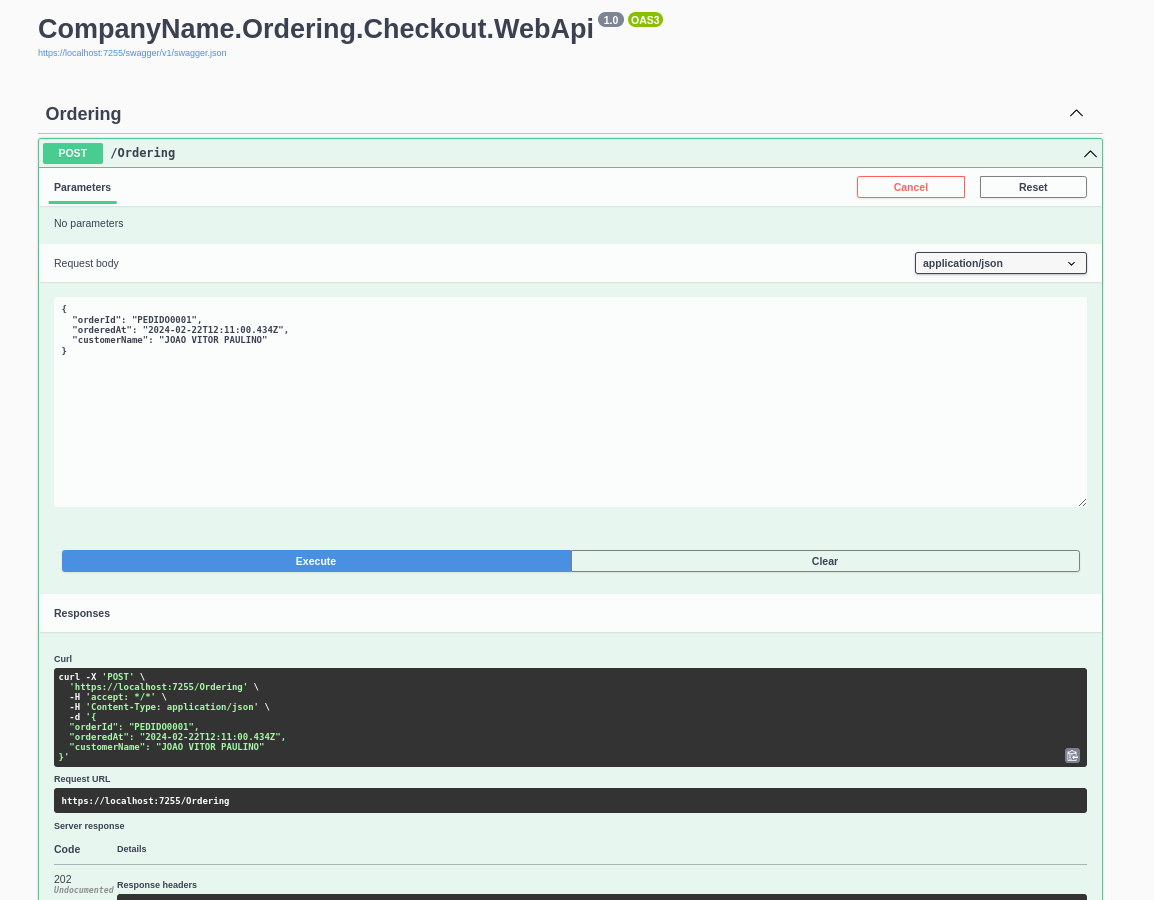 CompanyName.Ordering.Checkout.WebApi 1.0 OAS3
https://localhost:7255/swagger/v1/swagger.json
Ordering
POST /Ordering
Parameters Cancel Reset
No parameters
Request body application/json
{
"orderId": "PEDIDO0001",
"orderedAt": "2024-02-22T12:11:00.434Z",
"customerName": "JOAO VITOR PAULINO"
}
Execute Clear
Responses
Curl
curl -X 'POST' \
'https://localhost:7255/Ordering' \
-H 'accept: */*' \
-H 'Content-Type: application/json' \
-d '{
"orderId": "PEDIDO0001",
"orderedAt": "2024-02-22T12:11:00.434Z",
"customerName": "JOAO VITOR PAULINO"
}'
Request URL
https://localhost:7255/Ordering
Server response
Code Details
202
Undocumented Response headers